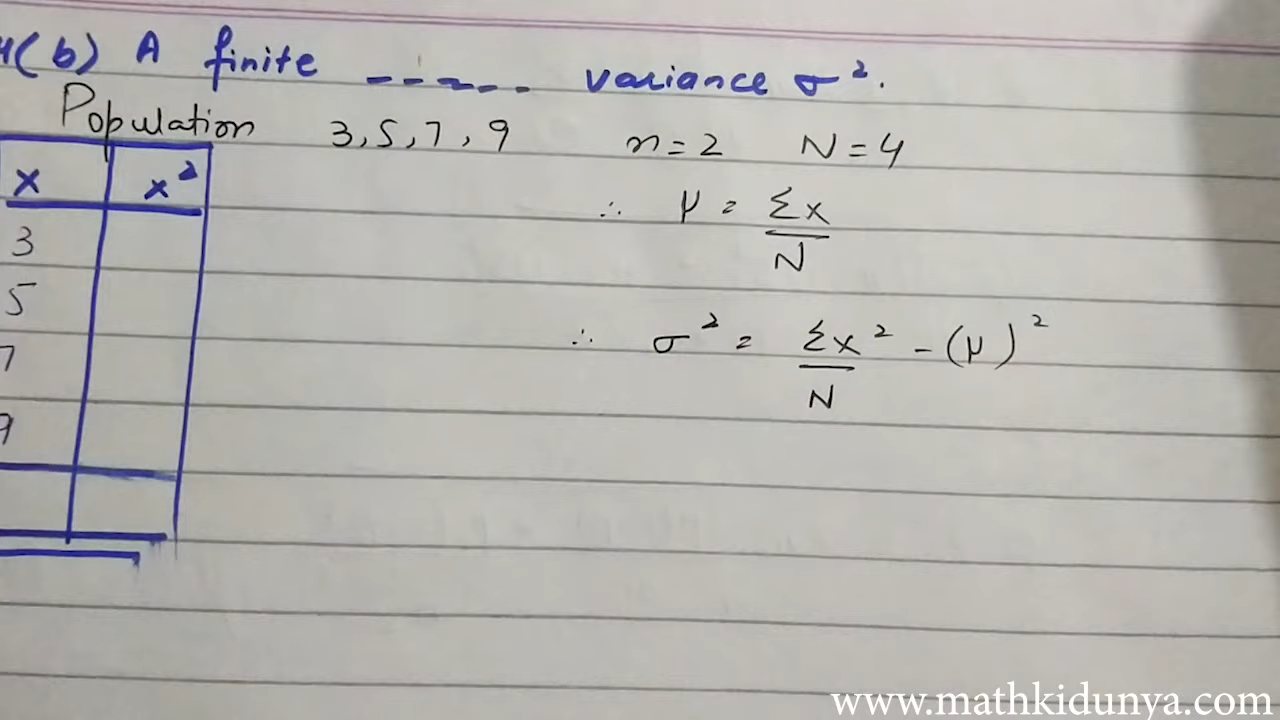 4(b) A finite ------ variance σ².
Population 3, 5, 7, 9 n = 2 N = 4
x x²
∴ μ = Σx / N
3
5
∴ σ² = Σx² / N - (μ)²
7
9
www.mathkidunya.com